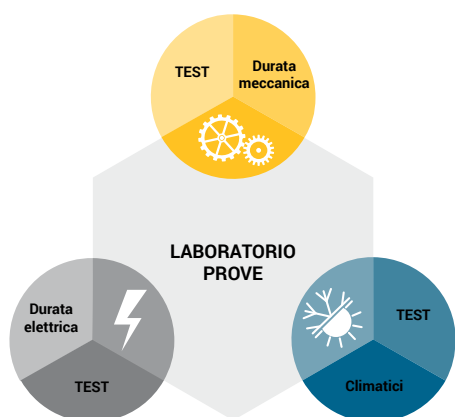 TEST
Durata
meccanica
LABORATORIO
PROVE
Durata
elettrica
TEST
TEST
Climatici